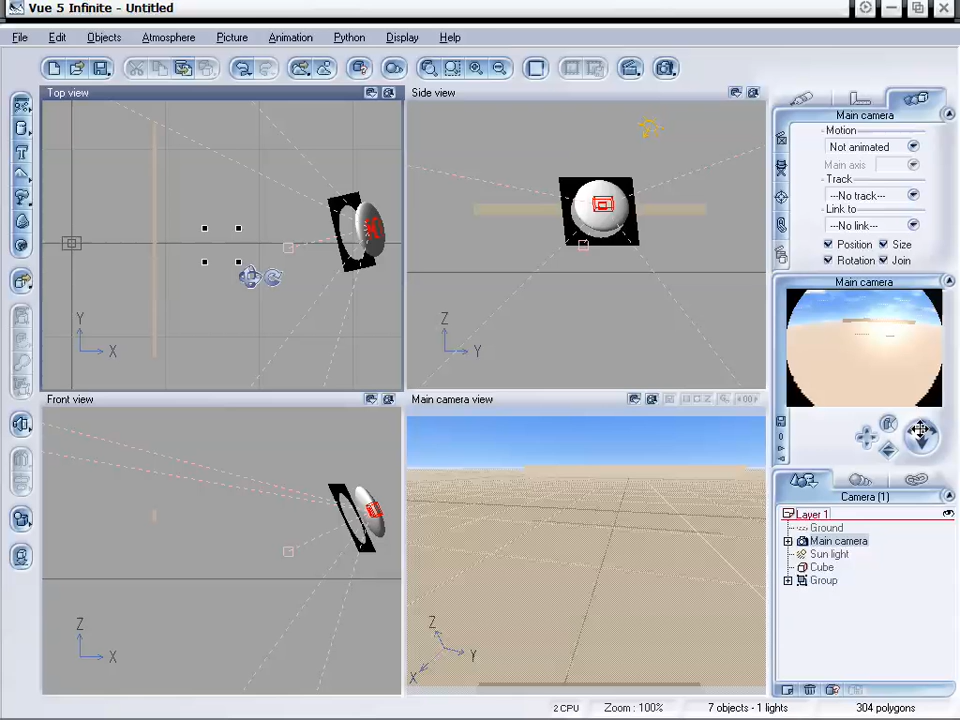 Vue 5 Infinite - Untitled
File Edit Objects Atmosphere Picture Animation Python Display Help
Top view
Side view
Main camera
Motion
Not animated
Main axis
Track
---No track---
Link to
---No link---
Position Size
Rotation Join
Main camera
Y
X
Z
Y
Front view
Main camera view
Camera (1)
Layer 1
Ground
Main camera
Sun light
Cube
Group
Z
X
Z
Y
X
2 CPU Zoom : 100% 7 objects - 1 lights 304 polygons